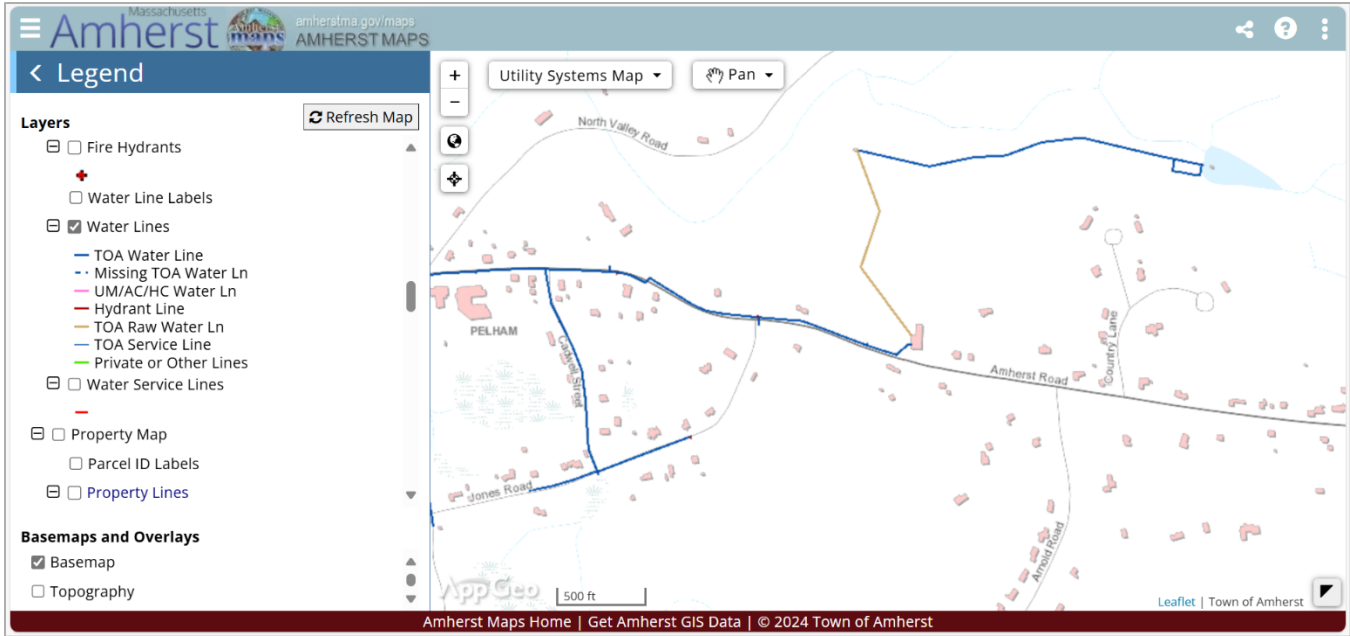 Massachusetts
Amherst
Amherst
maps
amherstma.gov/maps
AMHERST MAPS
Legend
Layers
Refresh Map
Fire Hydrants
Water Line Labels
Water Lines
TOA Water Line
Missing TOA Water Ln
UM/AC/HC Water Ln
Hydrant Line
TOA Raw Water Ln
TOA Service Line
Private or Other Lines
Water Service Lines
Property Map
Parcel ID Labels
Property Lines
Basemaps and Overlays
Basemap
Topography
+
−
Utility Systems Map
Pan
North Valley Road
PELHAM
Cadwell Street
Jones Road
Amherst Road
Country Lane
Arnold Road
AppGeo
500 ft
Leaflet | Town of Amherst
Amherst Maps Home | Get Amherst GIS Data | © 2024 Town of Amherst